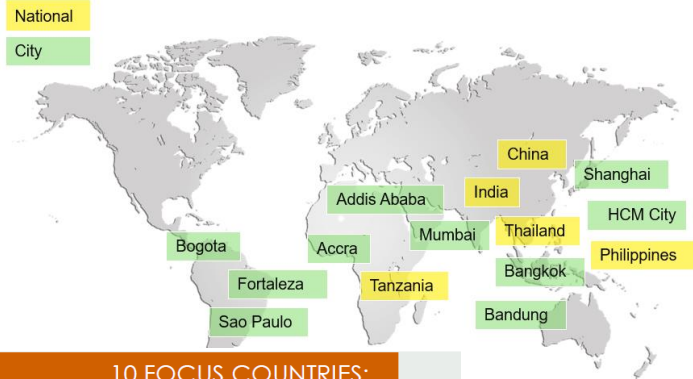 National
City
China
Shanghai
India
Addis Ababa
HCM City
Mumbai
Thailand
Bogota
Accra
Philippines
Bangkok
Fortaleza
Tanzania
Bandung
Sao Paulo
10 FOCUS COUNTRIES: